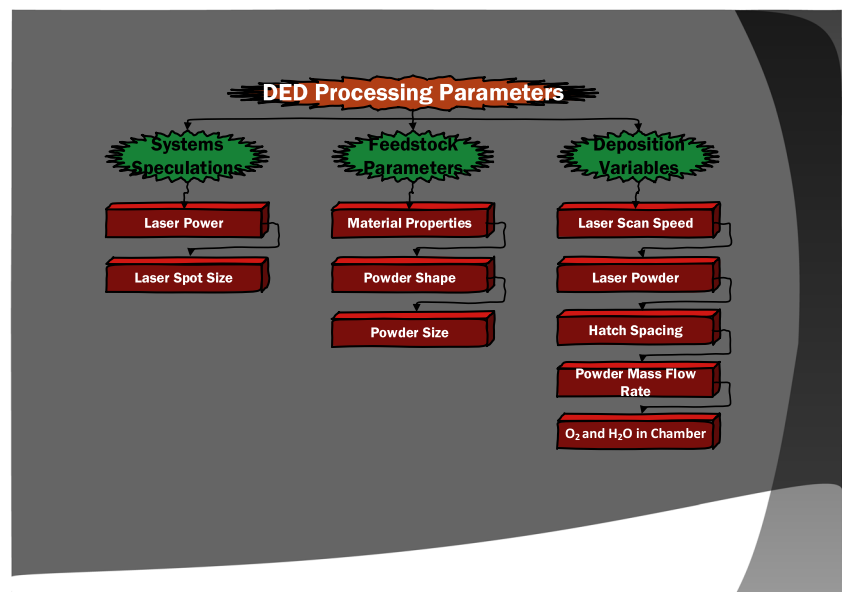 DED Processing Parameters
Systems
Speculations
Laser Power
Laser Spot Size
Feedstock
Parameters
Material Properties
Powder Shape
Powder Size
Deposition
Variables
Laser Scan Speed
Laser Powder
Hatch Spacing
Powder Mass Flow
Rate
O₂ and H₂O in Chamber